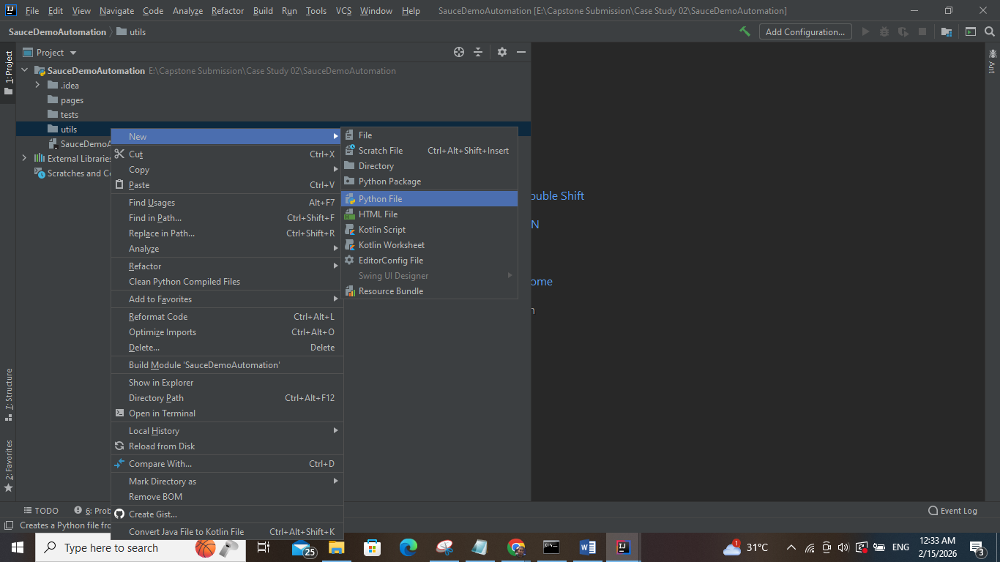 File Edit View Navigate Code Analyze Refactor Build Run Tools VCS Window Help SauceDemoAutomation [E:\Capstone Submission\Case Study 02\SauceDemoAutomation]
SauceDemoAutomation utils Add Configuration...
1: Project
Project
SauceDemoAutomation E:\Capstone Submission\Case Study 02\SauceDemoAutomation
.idea
pages
tests
utils
SauceDemoA
External Libraries
Scratches and Co
New
Cut Ctrl+X
Copy
Paste Ctrl+V
Find Usages Alt+F7
Find in Path... Ctrl+Shift+F
Replace in Path... Ctrl+Shift+R
Analyze
Refactor
Clean Python Compiled Files
Add to Favorites
Reformat Code Ctrl+Alt+L
Optimize Imports Ctrl+Alt+O
Delete... Delete
Build Module 'SauceDemoAutomation'
Show in Explorer
Directory Path Ctrl+Alt+F12
Open in Terminal
Local History
Reload from Disk
Compare With... Ctrl+D
Mark Directory as
Remove BOM
Create Gist...
Convert Java File to Kotlin File Ctrl+Alt+Shift+K
File
Scratch File Ctrl+Alt+Shift+Insert
Directory
Python Package
Python File
HTML File
Kotlin Script
Kotlin Worksheet
EditorConfig File
Swing UI Designer
Resource Bundle
ouble Shift
N
ome
n
Ant
7: Structure
2: Favorites
TODO 6: Prob Event Log
Creates a Python file fro
Type here to search 25 1 31°C ENG 12:33 AM
2/15/2026 3